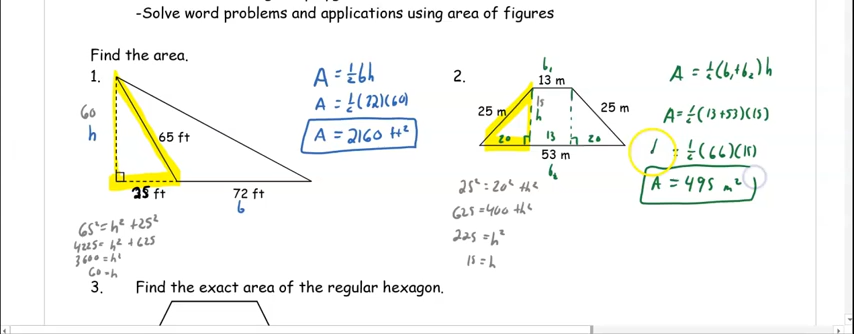 -Solve word problems and applications using area of figures
Find the area.
1.
60
h
65 ft
25 ft
72 ft
b
65² = h² + 25²
4225 = h² + 625
3600 = h²
60 = h
A = ½bh
A = ½(72)(60)
A = 2160 ft²
2.
b₁
13 m
25 m
15
h
25 m
20
13
20
53 m
b₂
25² = 20² + h²
625 = 400 + h²
225 = h²
15 = h
A = ½(b₁ + b₂)h
A = ½(13 + 53)(15)
= ½(66)(15)
A = 495 m²
3. Find the exact area of the regular hexagon.